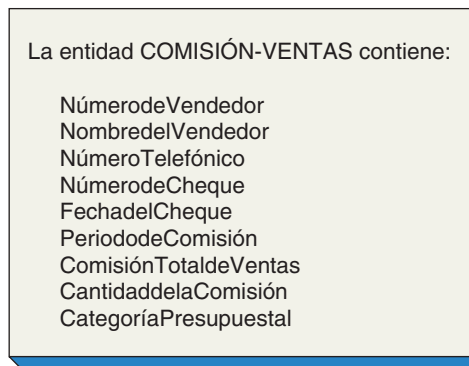 La entidad COMISIÓN-VENTAS contiene:
NúmerodeVendedor
NombredelVendedor
NúmeroTelefónico
NúmerodeCheque
FechadelCheque
PeriododeComisión
ComisiónTotaldeVentas
CantidaddelaComisión
CategoríaPresupuestal